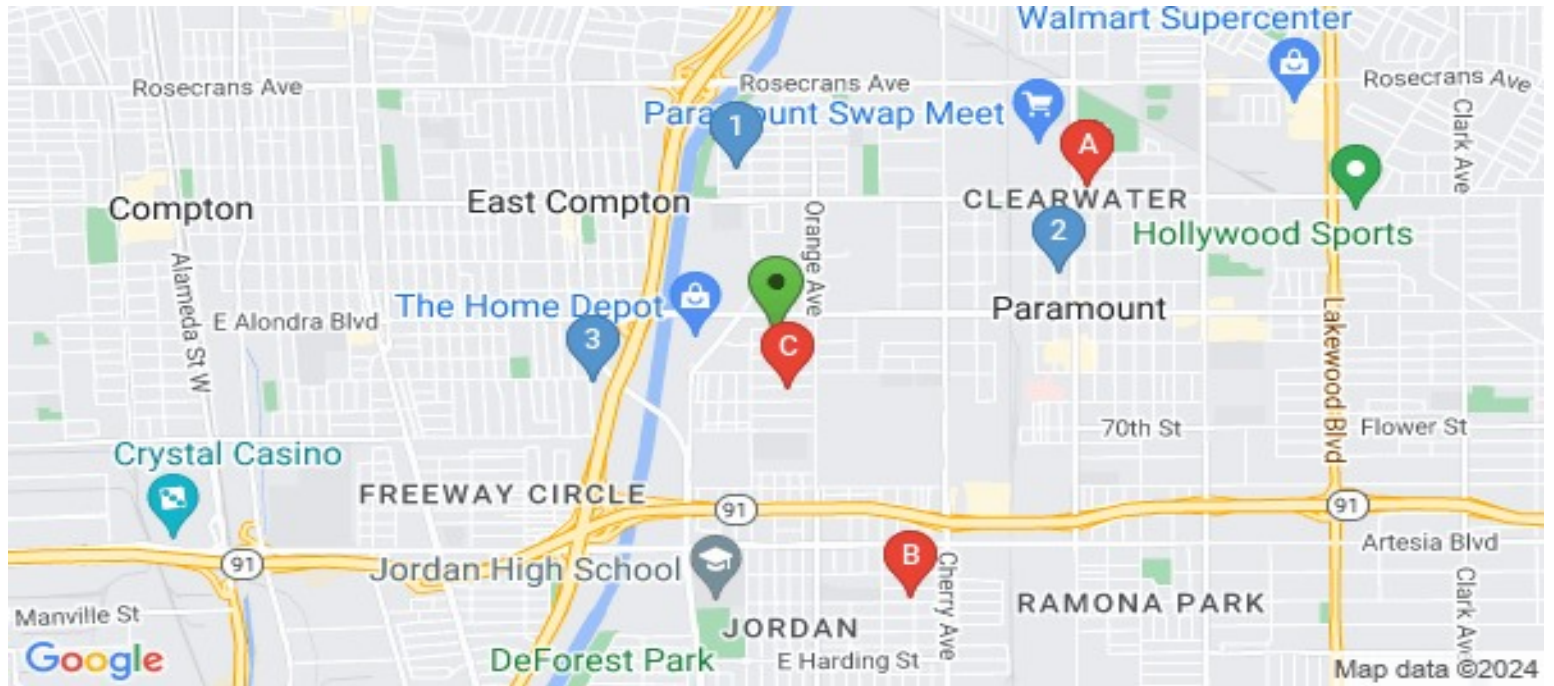 Walmart Supercenter
Rosecrans Ave
Rosecrans Ave
Rosecrans Ave
Paramount Swap Meet
1
A
Clark Ave
Compton
East Compton
CLEARWATER
Orange Ave
2
Hollywood Sports
Alameda St W
The Home Depot
Paramount
E Alondra Blvd
3
C
Lakewood Blvd
70th St
Flower St
Crystal Casino
FREEWAY CIRCLE
91
91
91
Artesia Blvd
Jordan High School
B
Cherry Ave
Clark Ave
Manville St
RAMONA PARK
JORDAN
Google
DeForest Park
E Harding St
Map data ©2024